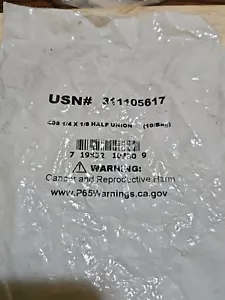 USN# 311105617
1/4 X 1/8 HALF UNION (10/Bag)
⚠ WARNING:
Cancer and Reproductive Harm
www.P65Warnings.ca.gov